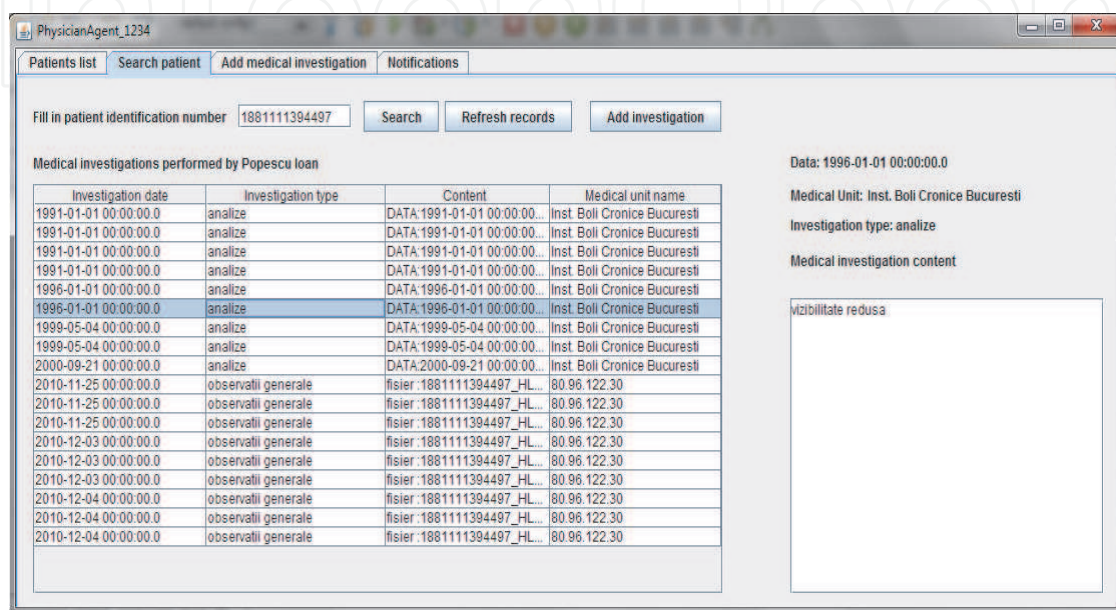 PhysicianAgent_1234
Patients list Search patient Add medical investigation Notifications
Fill in patient identification number 1881111394497 Search Refresh records Add investigation
Medical investigations performed by Popescu Ioan
Investigation date Investigation type Content Medical unit name
1991-01-01 00:00:00.0 analize DATA:1991-01-01 00:00:00... Inst. Boli Cronice Bucuresti
1991-01-01 00:00:00.0 analize DATA:1991-01-01 00:00:00... Inst. Boli Cronice Bucuresti
1991-01-01 00:00:00.0 analize DATA:1991-01-01 00:00:00... Inst. Boli Cronice Bucuresti
1991-01-01 00:00:00.0 analize DATA:1991-01-01 00:00:00... Inst. Boli Cronice Bucuresti
1996-01-01 00:00:00.0 analize DATA:1996-01-01 00:00:00... Inst. Boli Cronice Bucuresti
1996-01-01 00:00:00.0 analize DATA:1996-01-01 00:00:00... Inst. Boli Cronice Bucuresti
1999-05-04 00:00:00.0 analize DATA:1999-05-04 00:00:00... Inst. Boli Cronice Bucuresti
1999-05-04 00:00:00.0 analize DATA:1999-05-04 00:00:00... Inst. Boli Cronice Bucuresti
2000-09-21 00:00:00.0 analize DATA:2000-09-21 00:00:00... Inst. Boli Cronice Bucuresti
2010-11-25 00:00:00.0 observatii generale fisier :1881111394497_HL... 80.96.122.30
2010-11-25 00:00:00.0 observatii generale fisier :1881111394497_HL... 80.96.122.30
2010-11-25 00:00:00.0 observatii generale fisier :1881111394497_HL... 80.96.122.30
2010-12-03 00:00:00.0 observatii generale fisier :1881111394497_HL... 80.96.122.30
2010-12-03 00:00:00.0 observatii generale fisier :1881111394497_HL... 80.96.122.30
2010-12-03 00:00:00.0 observatii generale fisier :1881111394497_HL... 80.96.122.30
2010-12-04 00:00:00.0 observatii generale fisier :1881111394497_HL... 80.96.122.30
2010-12-04 00:00:00.0 observatii generale fisier :1881111394497_HL... 80.96.122.30
2010-12-04 00:00:00.0 observatii generale fisier :1881111394497_HL... 80.96.122.30
Data: 1996-01-01 00:00:00.0
Medical Unit: Inst. Boli Cronice Bucuresti
Investigation type: analize
Medical investigation content
vizibilitate redusa